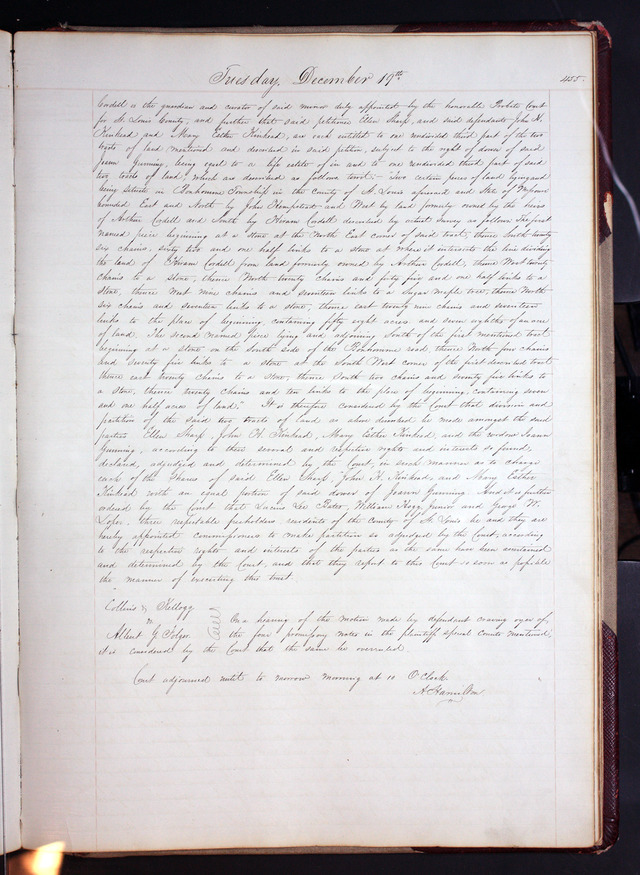 Tuesday, December 19th
455
Cordell is the guardian and curator of said minor duly appointed by the honorable Probate Court
for St. Louis County, and further that said petitioner Ellen Sharp, and said defendants John H.
Kinkead and Mary Esther Kinkead, are each entitled to one undivided third part of the two
tracts of land mentioned and described in said petition, subject to the right of dower of said
Joann Gunning, being equal to a life estate of in and to one undivided third part of said
two tracts of land, which are described as follows towit; Two certain pieces of land lying and
being situate in Bonhomme Township in the county of St. Louis aforesaid and State of Missouri
bounded East and North by John Hempstead and West by land formerly owned by the heirs
of Arthur Cordell and South by Hiram Cordell described by actual survey as follows The first
named piece beginning at a stone at the North East corner of said tract, thence South twenty
six chains, sixty two and one half links to a stone at where it intersects the line dividing
the land of Hiram Cordell from land formerly owned by Arthur Cordell, thence West twenty
chains to a stone, thence North twenty chains and fifty five and one half links to a
stone, thence West nine chains and seventeen links to a sugar maple tree, thence North
six chains and seventeen links to a stone, thence east twenty nine chains and seventeen
links to the place of beginning containing fifty eight acres and nine eighths of an acre
of land. The second named piece lying and adjoining South of the first mentioned tract,
beginning at a stone on the South side of the Bonhomme road, thence North five chains
and seventy five links to a stone at the South West corner of the first described tract
thence east twenty chains to a stone, thence South two chains and seventy five links to
a stone, thence twenty chains and ten links to the place of beginning, containing seven
and one half acres of land." It is therefore considered by the Court that division and
partition of the said two tracts of land as above described be made amongst the said
parties Ellen Sharp, John H. Kinkead, Mary Esther Kinkead, and the widow Joann
Gunning, according to their several and respective rights and interests so found,
declared, adjudged and determined by the Court, in such manner as to charge
each of the shares of said Ellen Sharp, John H. Kinkead, and Mary Esther
Kinkead with an equal portion of said dower of Joann Gunning. And it is further
ordered by the Court that Lucius Lee Bates, William Junior and George W.
three respectable freeholders residents of the County of St. Louis be and they are
hereby appointed commissioners to make partition so adjudged by the Court, according
to the respective rights and interests of the parties as the same have been ascertained
and determined by the Court, and that they report to this Court as soon as possible
the manner of executing this trust.
Collins & Kellogg
vs
Albert G.
On a hearing of the motion made by defendant craving oyer of
the four promissory notes in the plaintiff special counts mentioned,
it is considered by the Court that the same be overruled.
Court adjourned until to morrow morning at 10 O'Clock
A. Hamilton